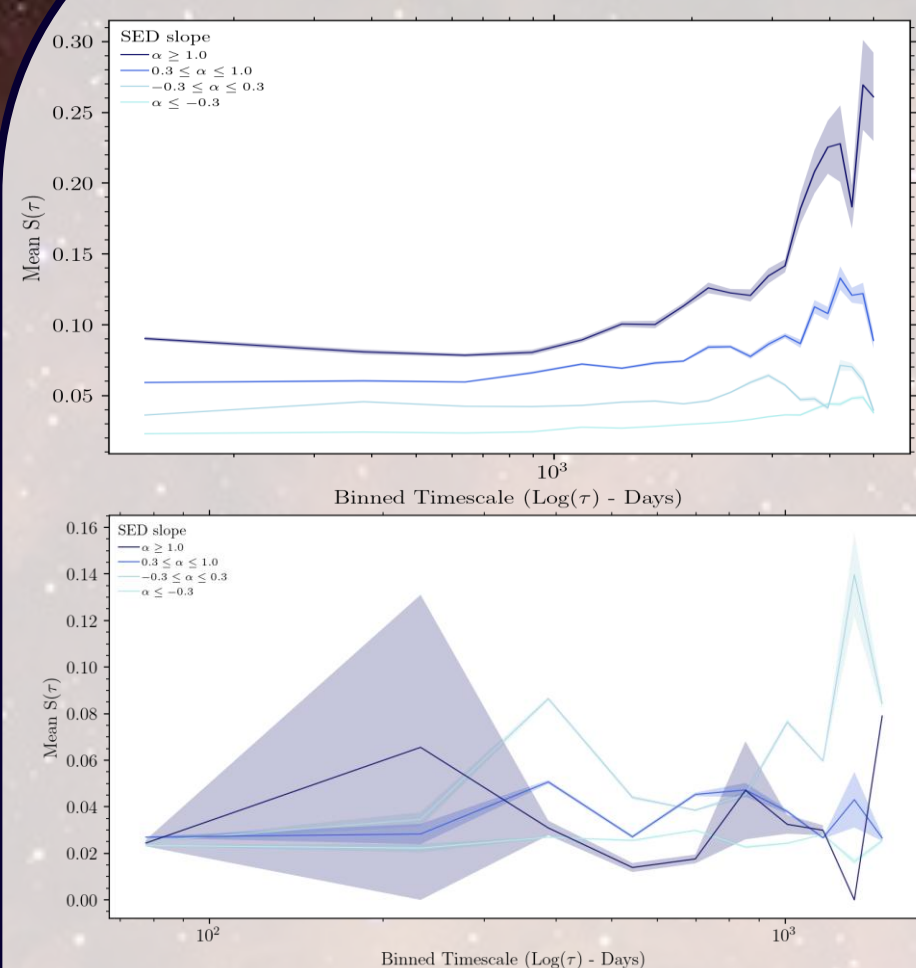 SED slope
α ≥ 1.0
0.3 ≤ α ≤ 1.0
−0.3 ≤ α ≤ 0.3
α ≤ −0.3
0.30
0.25
0.20
0.15
0.10
0.05
Mean S(τ)
10³
Binned Timescale (Log(τ) - Days)
SED slope
α ≥ 1.0
0.3 ≤ α ≤ 1.0
−0.3 ≤ α ≤ 0.3
α ≤ −0.3
0.16
0.14
0.12
0.10
0.08
0.06
0.04
0.02
0.00
Mean S(τ)
10² 10³
Binned Timescale (Log(τ) - Days)